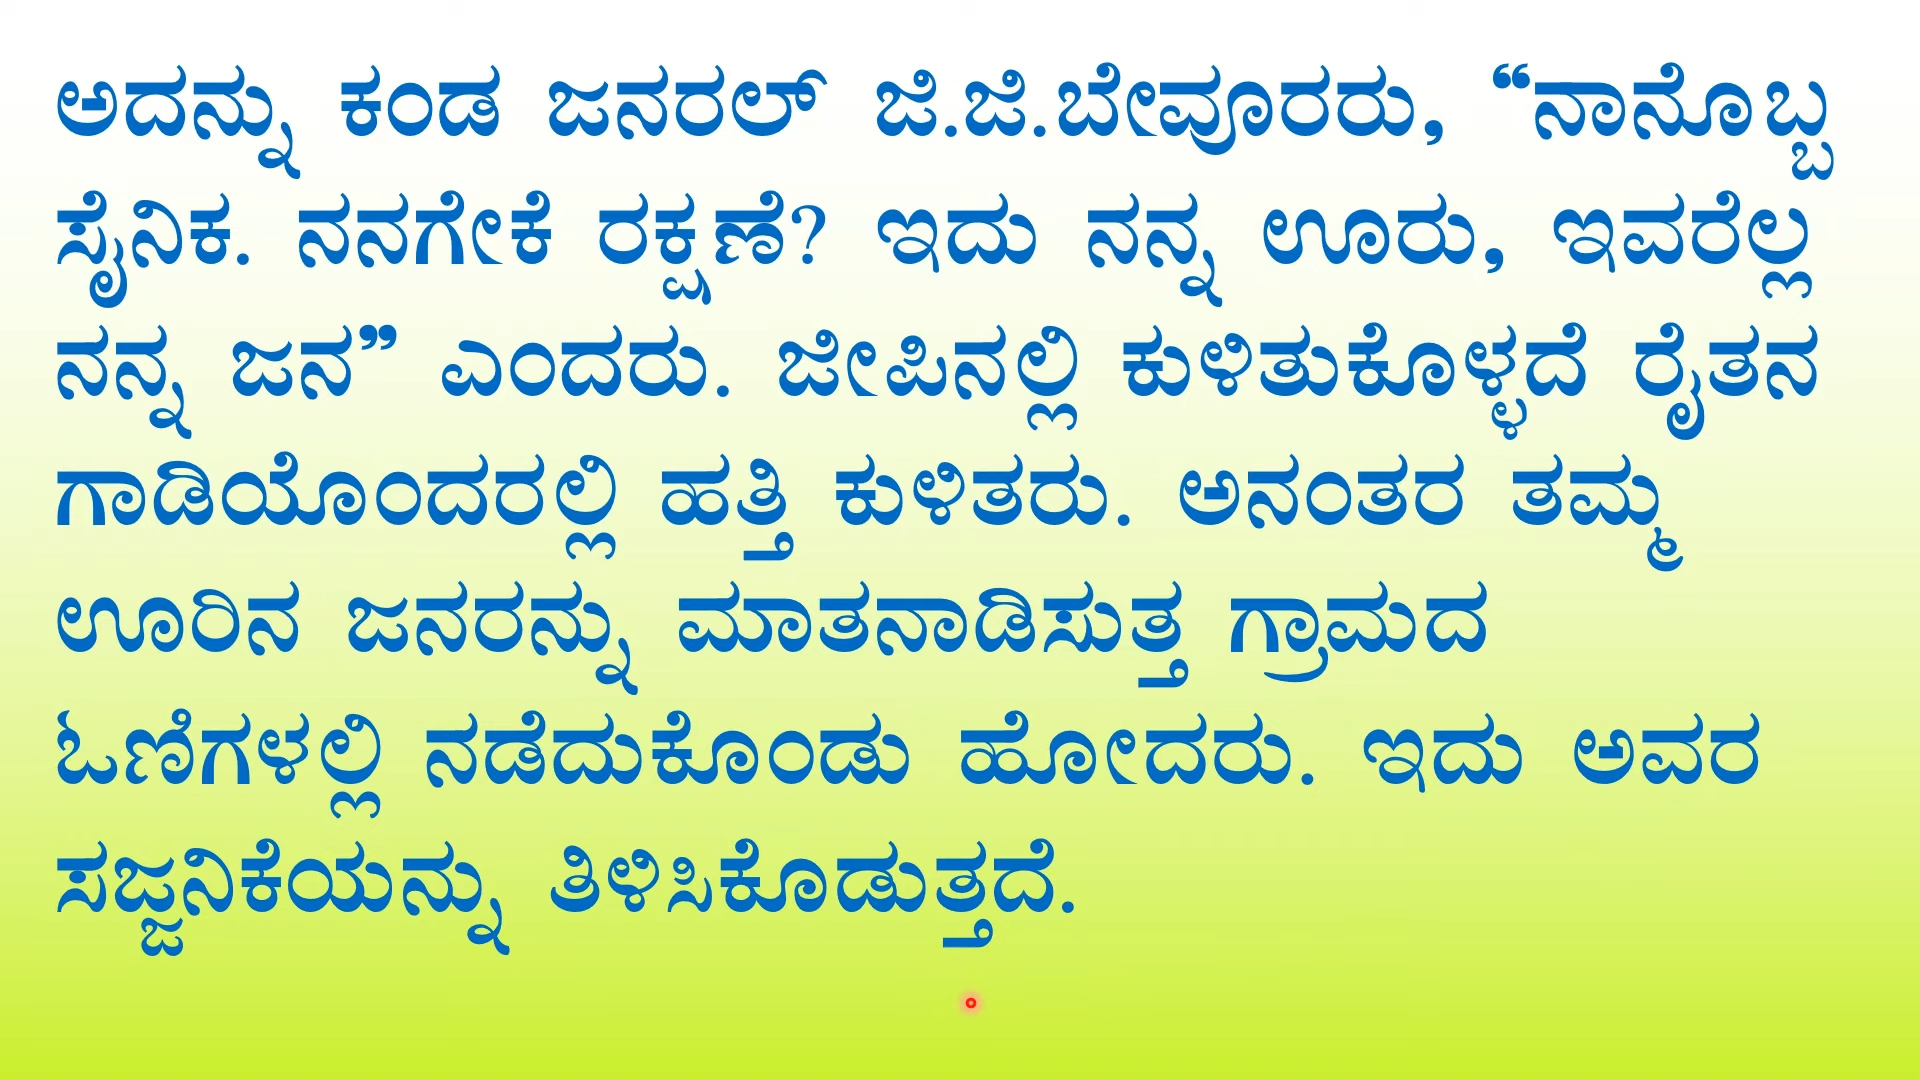 ಅದನ್ನು ಕಂಡ ಜನರಲ್ ಜಿ.ಜಿ.ಬೇವೂರರು, “ನಾನೊಬ್ಬ
ಸೈನಿಕ. ನನಗೇಕೆ ರಕ್ಷಣೆ? ಇದು ನನ್ನ ಊರು, ಇವರೆಲ್ಲ
ನನ್ನ ಜನ” ಎಂದರು. ಜೀಪಿನಲ್ಲಿ ಕುಳಿತುಕೊಳ್ಳದೆ ರೈತನ
ಗಾಡಿಯೊಂದರಲ್ಲಿ ಹತ್ತಿ ಕುಳಿತರು. ಅನಂತರ ತಮ್ಮ
ಊರಿನ ಜನರನ್ನು ಮಾತನಾಡಿಸುತ್ತ ಗ್ರಾಮದ
ಓಣಿಗಳಲ್ಲಿ ನಡೆದುಕೊಂಡು ಹೋದರು. ಇದು ಅವರ
ಸಜ್ಜನಿಕೆಯನ್ನು ತಿಳಿಸಿಕೊಡುತ್ತದೆ.